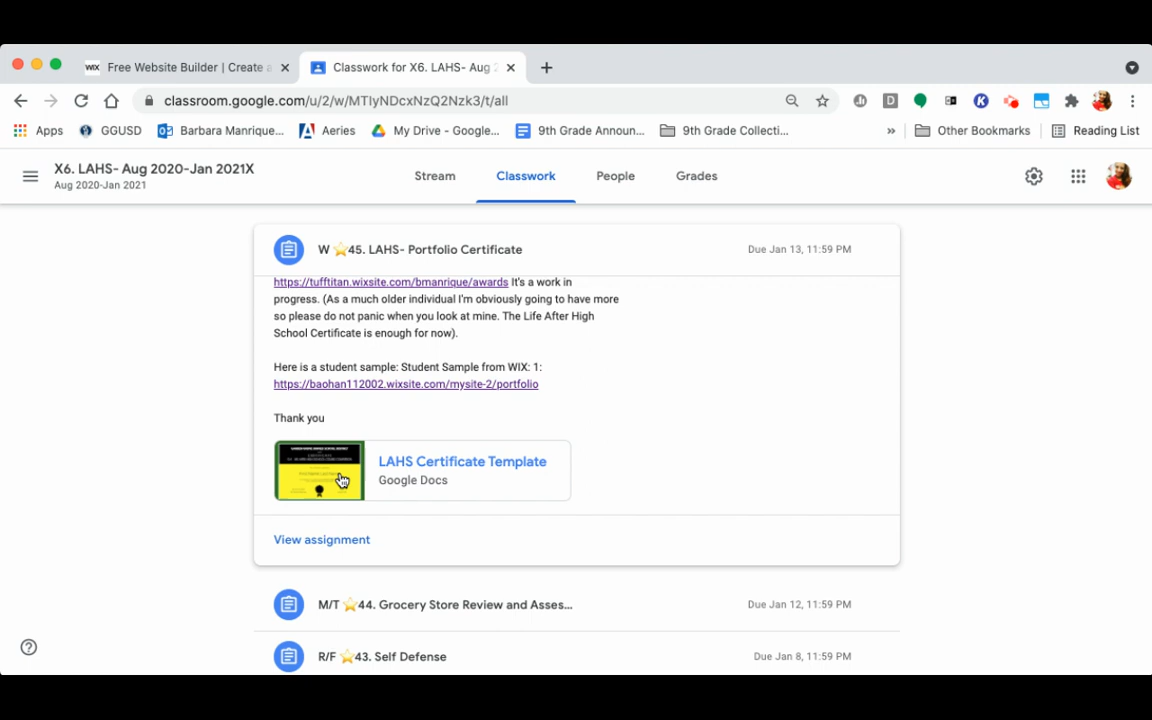 WIX Free Website Builder | Create a
Classwork for X6. LAHS- Aug 2
classroom.google.com/u/2/w/MTIyNDcxNzQ2Nzk3/t/all
Apps GGUSD Barbara Manrique... Aeries My Drive - Google... 9th Grade Announ... 9th Grade Collecti... » Other Bookmarks Reading List
X6. LAHS- Aug 2020-Jan 2021X
Aug 2020-Jan 2021
Stream Classwork People Grades
W ⭐45. LAHS- Portfolio Certificate Due Jan 13, 11:59 PM
https://tufftitan.wixsite.com/bmanrique/awards It's a work in
progress. (As a much older individual I'm obviously going to have more
so please do not panic when you look at mine. The Life After High
School Certificate is enough for now).
Here is a student sample: Student Sample from WIX: 1:
https://baohan112002.wixsite.com/mysite-2/portfolio
Thank you
LAHS Certificate Template
Google Docs
View assignment
M/T ⭐44. Grocery Store Review and Asses... Due Jan 12, 11:59 PM
R/F ⭐43. Self Defense Due Jan 8, 11:59 PM